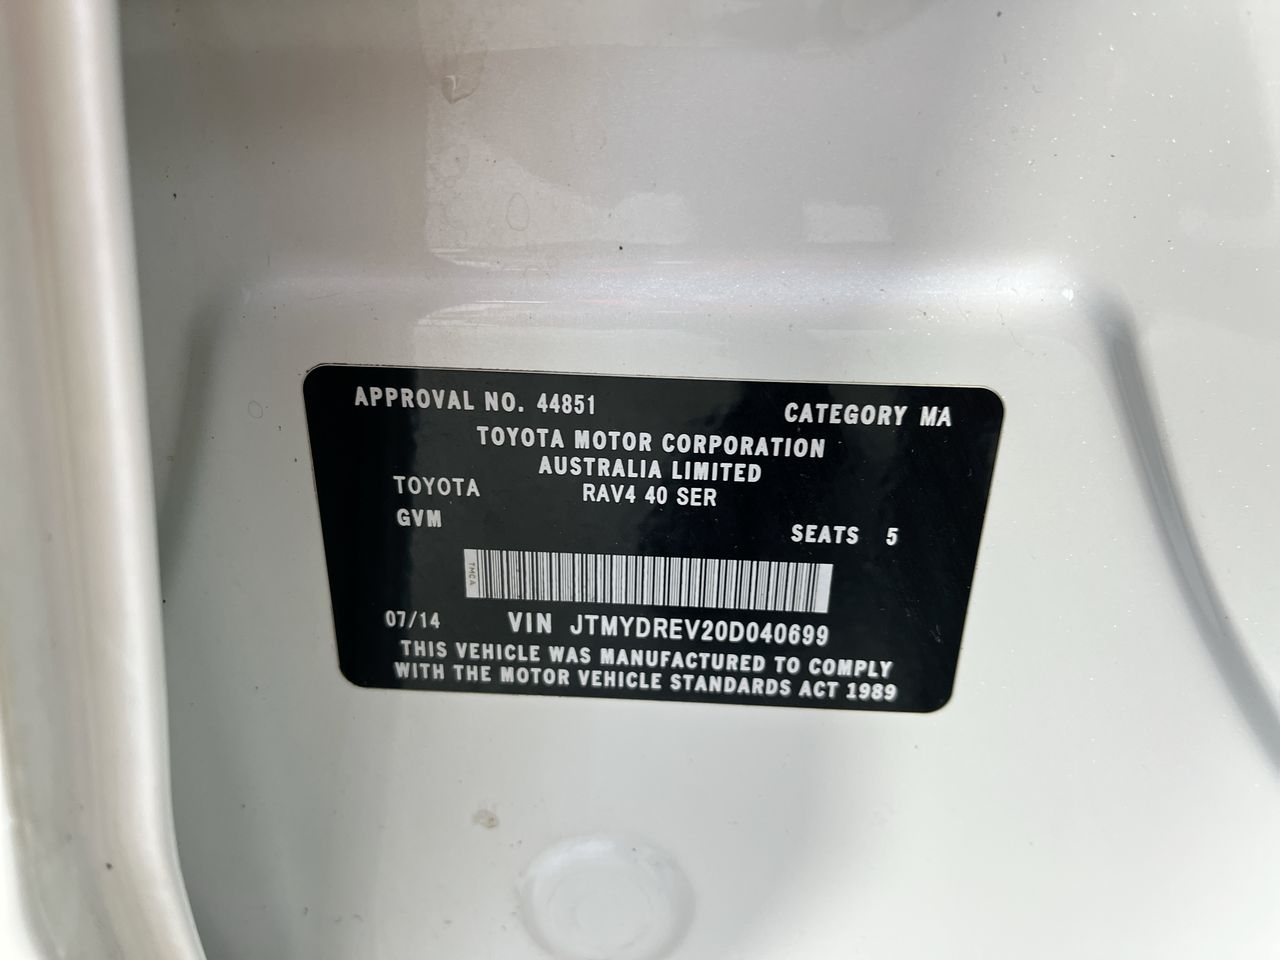 APPROVAL NO. 44851 CATEGORY MA
TOYOTA MOTOR CORPORATION
AUSTRALIA LIMITED
TOYOTA RAV4 40 SER
GVM SEATS 5
TMCA
07/14 VIN JTMYDREV20D040699
THIS VEHICLE WAS MANUFACTURED TO COMPLY
WITH THE MOTOR VEHICLE STANDARDS ACT 1989